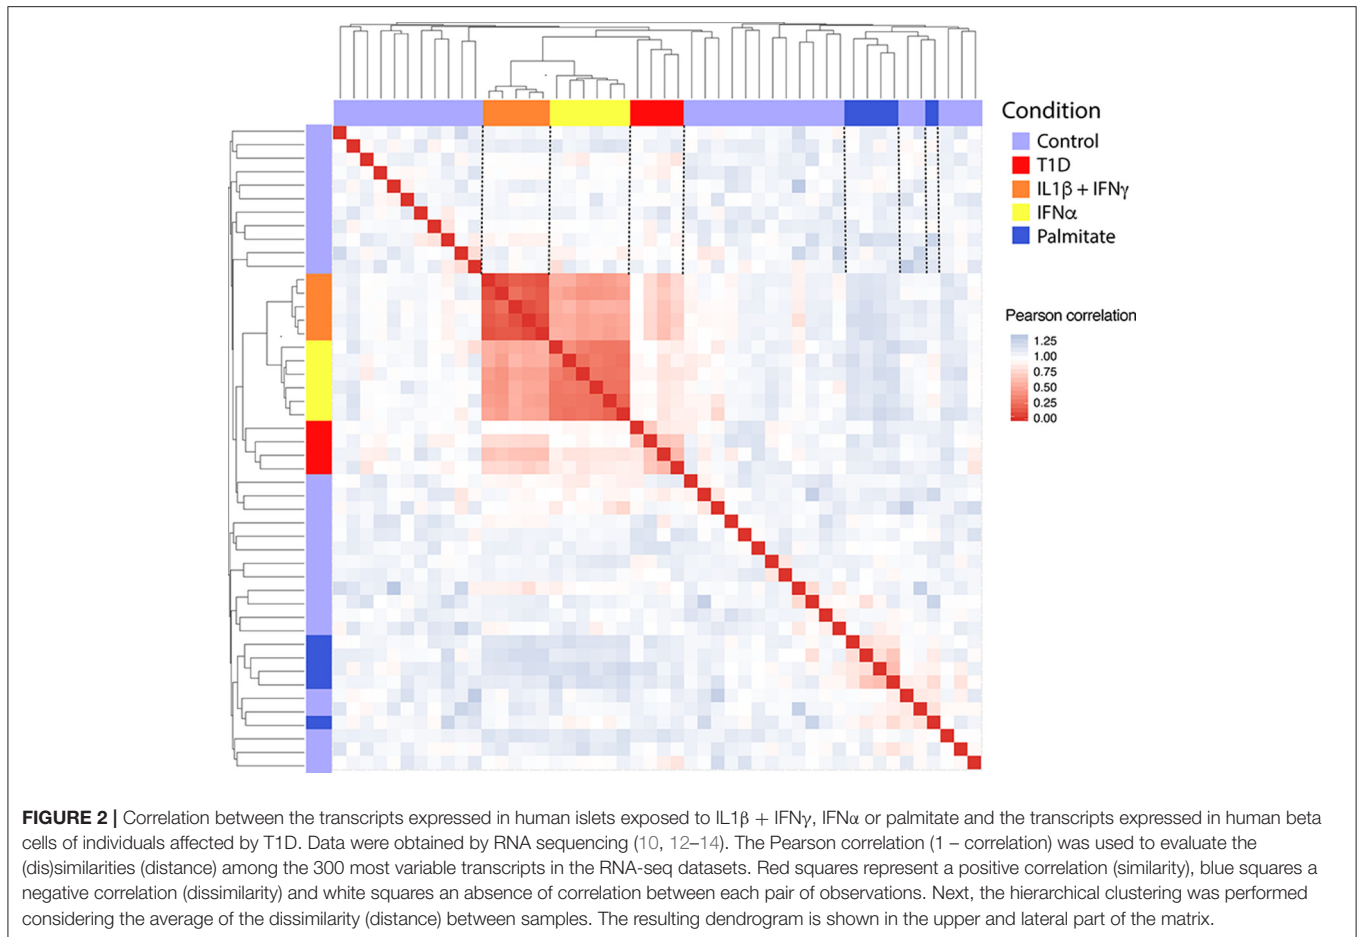 Condition
Control
T1D
IL1β + IFNγ
IFNα
Palmitate
Pearson correlation
1.25
1.00
0.75
0.50
0.25
0.00
FIGURE 2 | Correlation between the transcripts expressed in human islets exposed to IL1β + IFNγ, IFNα or palmitate and the transcripts expressed in human beta
cells of individuals affected by T1D. Data were obtained by RNA sequencing (10, 12–14). The Pearson correlation (1 – correlation) was used to evaluate the
(dis)similarities (distance) among the 300 most variable transcripts in the RNA-seq datasets. Red squares represent a positive correlation (similarity), blue squares a
negative correlation (dissimilarity) and white squares an absence of correlation between each pair of observations. Next, the hierarchical clustering was performed
considering the average of the dissimilarity (distance) between samples. The resulting dendrogram is shown in the upper and lateral part of the matrix.